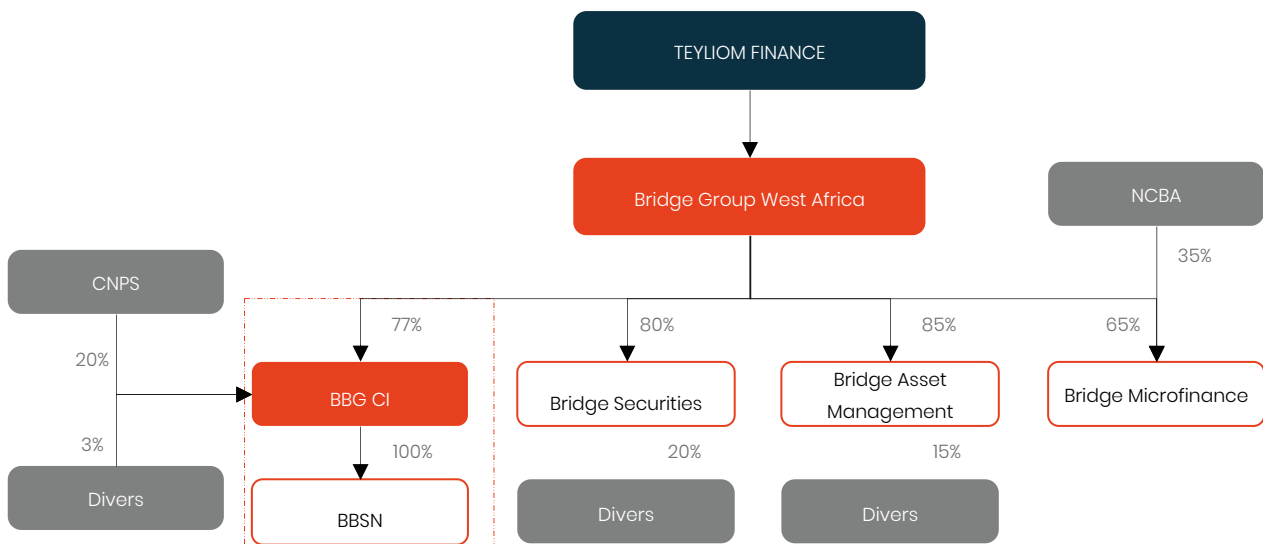 TEYLIOM FINANCE
Bridge Group West Africa
NCBA
35%
CNPS
77%
80%
85%
65%
20%
BBG CI
Bridge Securities
Bridge Asset
Management
Bridge Microfinance
3%
100%
20%
15%
Divers
BBSN
Divers
Divers